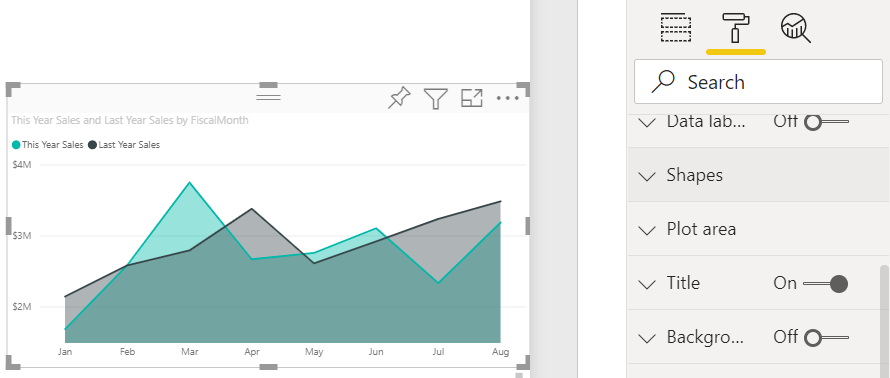 This Year Sales and Last Year Sales by FiscalMonth
This Year Sales Last Year Sales
$4M
$3M
$2M
Jan Feb Mar Apr May Jun Jul Aug
Search
Data lab... Off
Shapes
Plot area
Title On
Backgro... Off